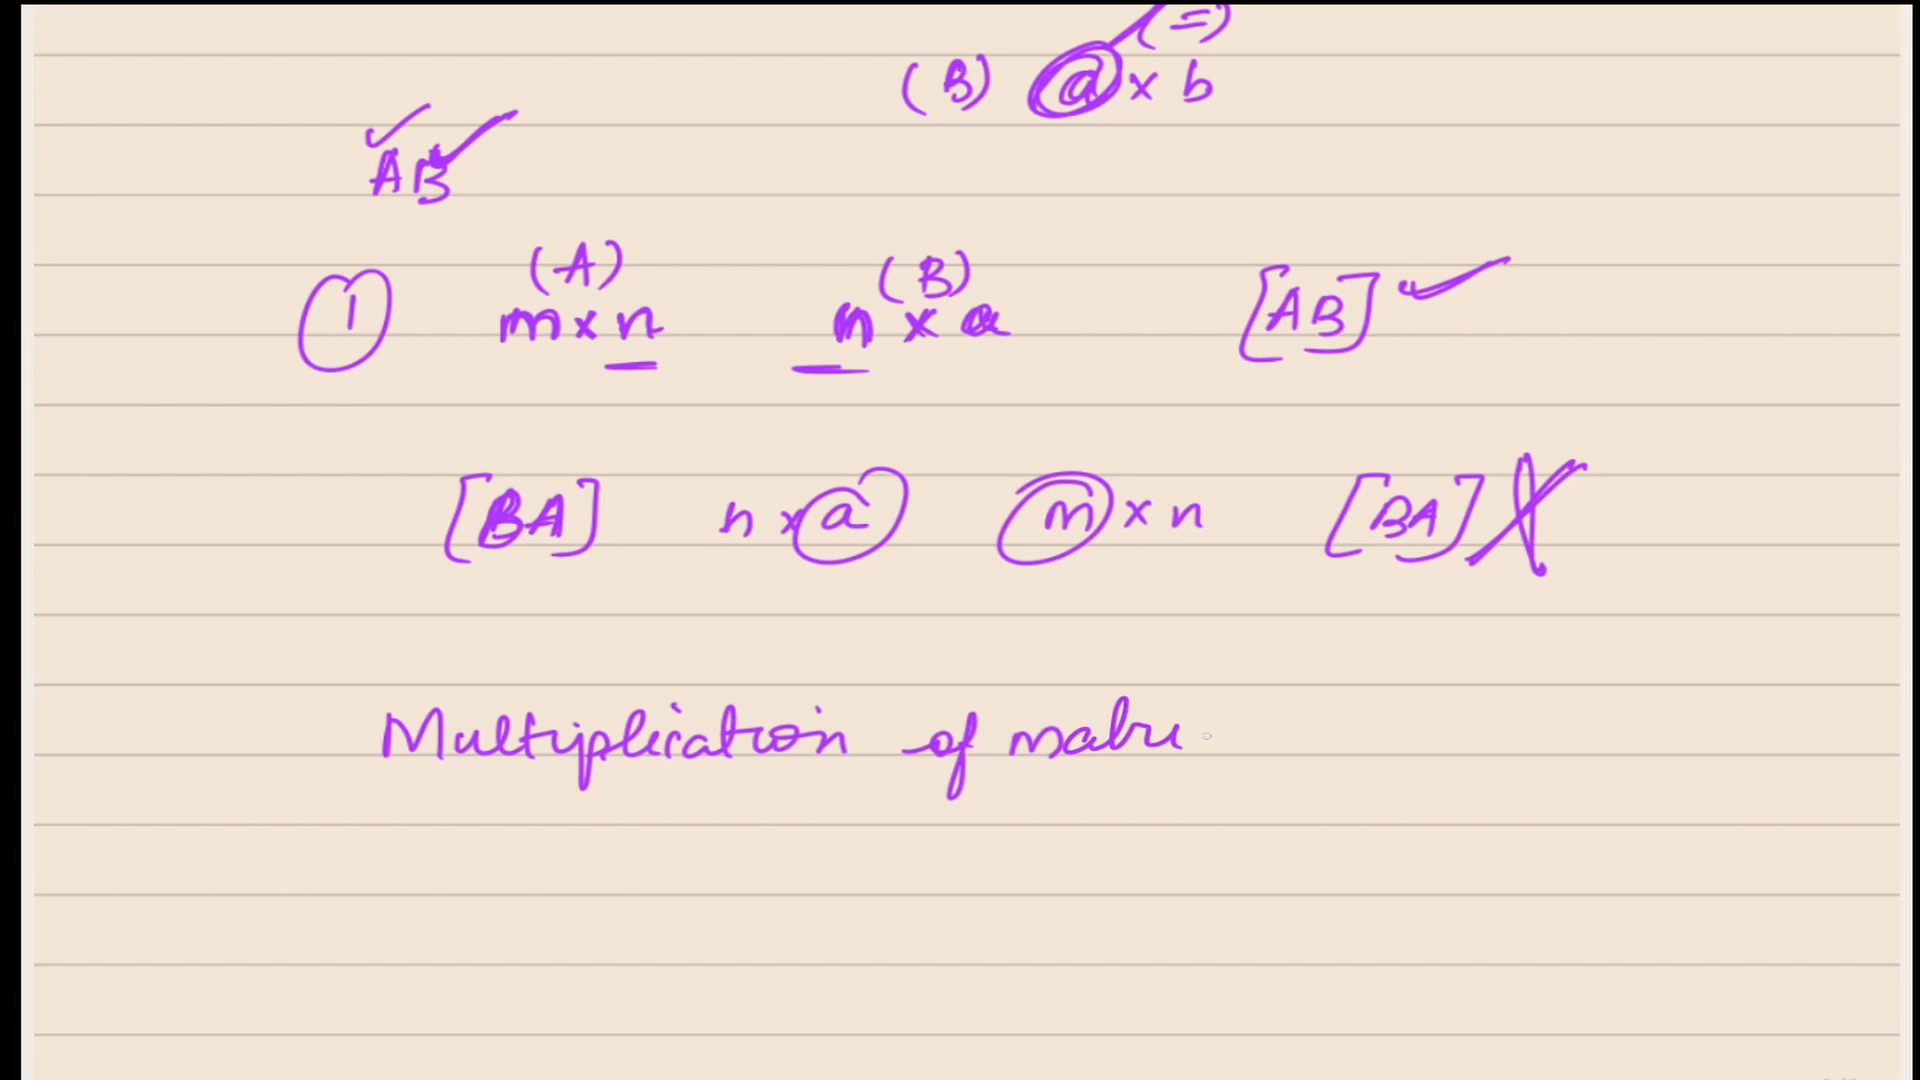 (=)
(B) a × b
AB
(A) (B)
1 m × n n × a [AB]
[BA] n × a m × n [BA]
Multiplication of matri